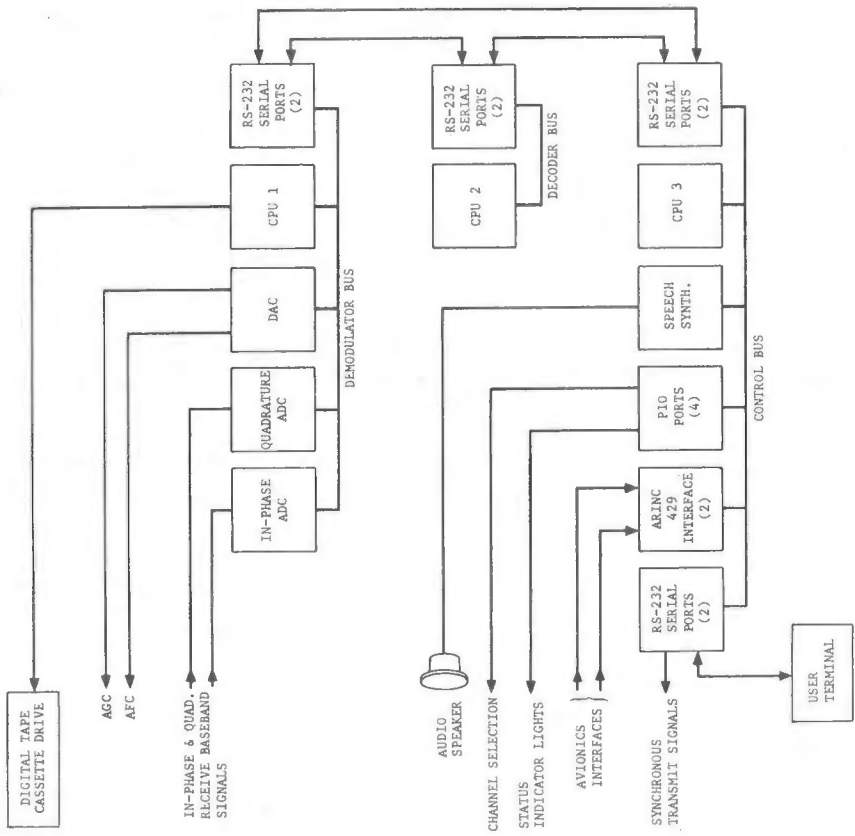 DIGITAL TAPE
CASSETTE DRIVE
AGC
AFC
IN-PHASE & QUAD.
RECEIVE BASEBAND
SIGNALS
IN-PHASE
ADC
QUADRATURE
ADC
DAC
CPU 1
RS-232
SERIAL
PORTS
(2)
DEMODULATOR BUS
CPU 2
RS-232
SERIAL
PORTS
(2)
DECODER BUS
AUDIO
SPEAKER
CHANNEL SELECTION
STATUS
INDICATOR LIGHTS
AVIONICS
INTERFACES
SYNCHRONOUS
TRANSMIT SIGNALS
RS-232
SERIAL
PORTS
(2)
ARINC
429
INTERFACE
(2)
PIO
PORTS
(4)
SPEECH
SYNTH.
CPU 3
RS-232
SERIAL
PORTS
(2)
CONTROL BUS
USER
TERMINAL